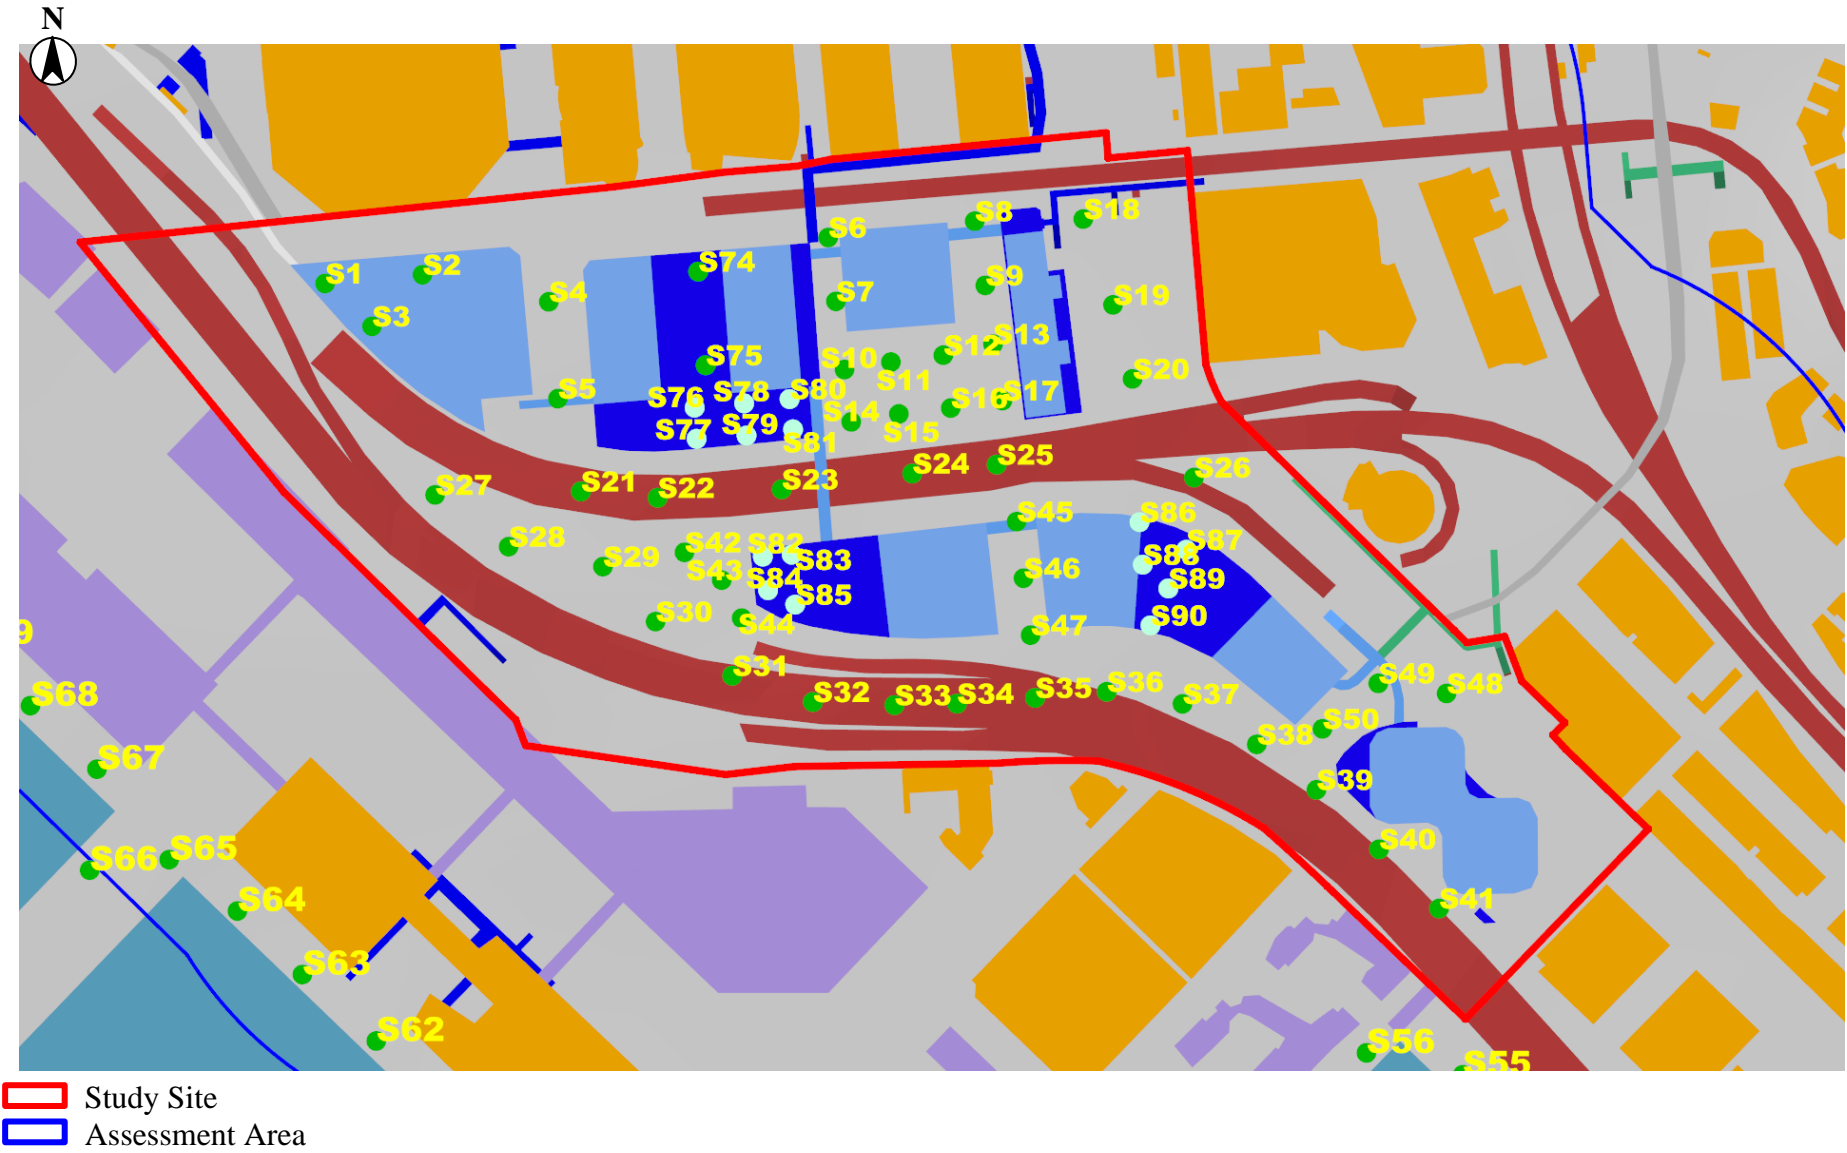 N
S8 S18
S6
S74
S1 S2
S9
S4 S7 S19
S3
S12 S13
S75 S10
S11 S20
S5 S76 S78 S80 S16 S17
S14
S77 S79 S15
S81
S24 S25
S27 S21 S22 S23 S26
S45 S86
S28 S42 S82 S87
S29 S83 S88
S43 S84 S46 S89
S85
S30 S44 S90
9 S47
S31 S49 S48
S68 S32 S33 S34 S35 S36 S37
S50
S38
S67
S39
S66 S65 S40
S64 S41
S63
S62 S56
S55
Study Site
Assessment Area